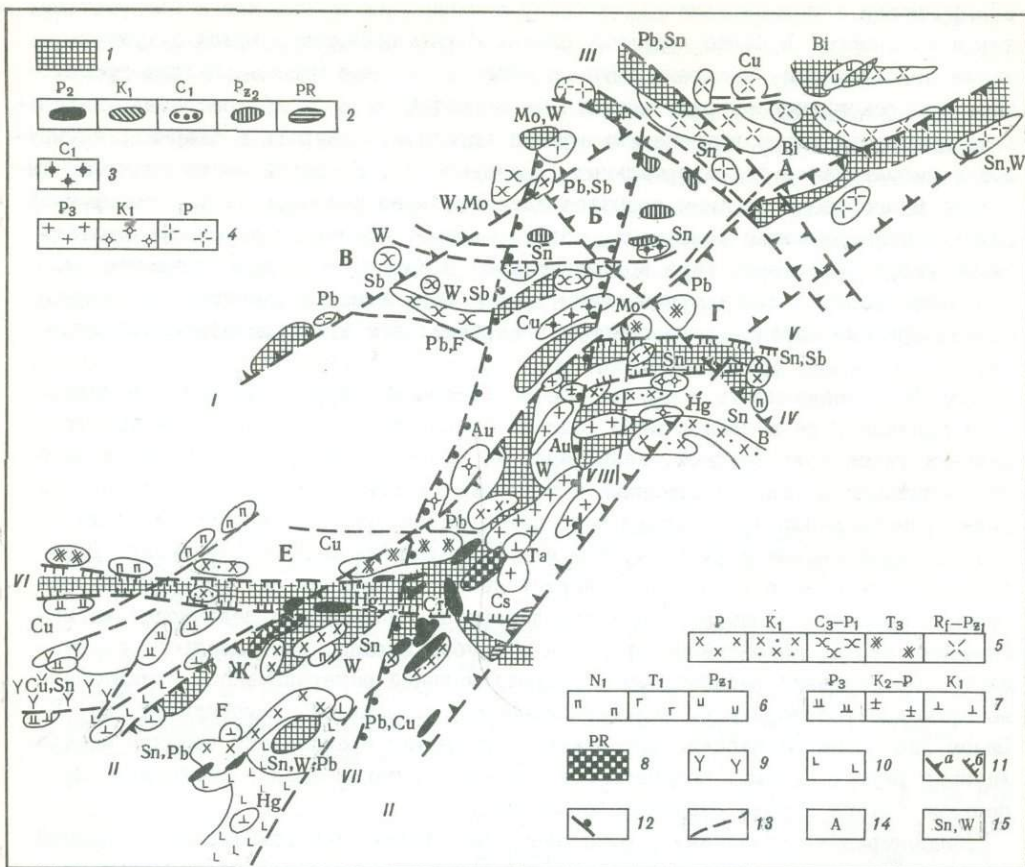 Pb, Sn
Cu
Bi
III
1
P₂ K₁ C₁ Pz₂ PR
2
C₁
3
P₃ K₁ P
4
Mo, W
Sn
Bi
A
Sn, W
Pb, Sb
W, Mo
Б
W
В
Sn
Sn
Sb
W, Sb
Pb
Pb, F
Cu
Mo
Pb
Г
Sn
Sn, Sb
I
Hg
Sn
IV
В
Au
Au
W
VIII
Pb
Е
Cu
Ta
VI
Cr
Cs
Cu
Sn
Ж
W
Cu, Sn
F
Pb, Cu
II
Sn, Pb
Sn, W, Pb
VII
Hg
II
P K₁ C₃–P₁ T₃ R₁–Pz₁
5
N₁ T₁ Pz₁
6
P₃ K₂–P K₁
7
PR
8
9
10
a б
11
12
13
A
14
Sn, W
15